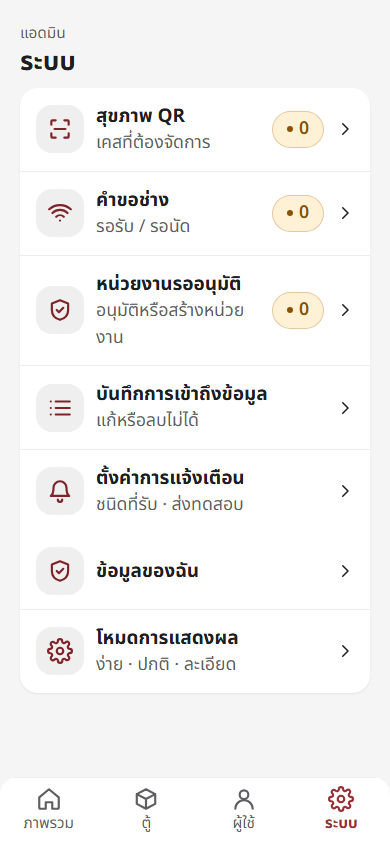 แอดมิน
ระบบ
สุขภาพ QR
เคสที่ต้องจัดการ
0
คำขอช่าง
รอรับ / รอนัด
0
หน่วยงานรออนุมัติ
อนุมัติหรือสร้างหน่วย
งาน
0
บันทึกการเข้าถึงข้อมูล
แก้หรือลบไม่ได้
ตั้งค่าการแจ้งเตือน
ชนิดที่รับ · ส่งทดสอบ
ข้อมูลของฉัน
โหมดการแสดงผล
ง่าย · ปกติ · ละเอียด
ภาพรวม
ตู้
ผู้ใช้
ระบบ